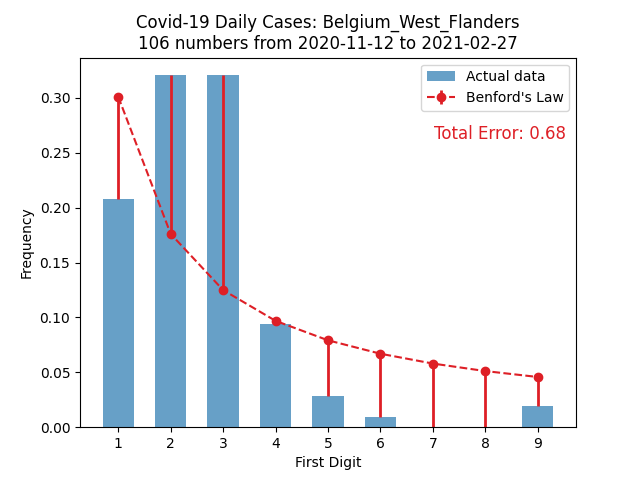 Covid-19 Daily Cases: Belgium_West_Flanders
106 numbers from 2020-11-12 to 2021-02-27
Actual data
Benford's Law
Total Error: 0.68
Frequency
0.30
0.25
0.20
0.15
0.10
0.05
0.00
1 2 3 4 5 6 7 8 9
First Digit